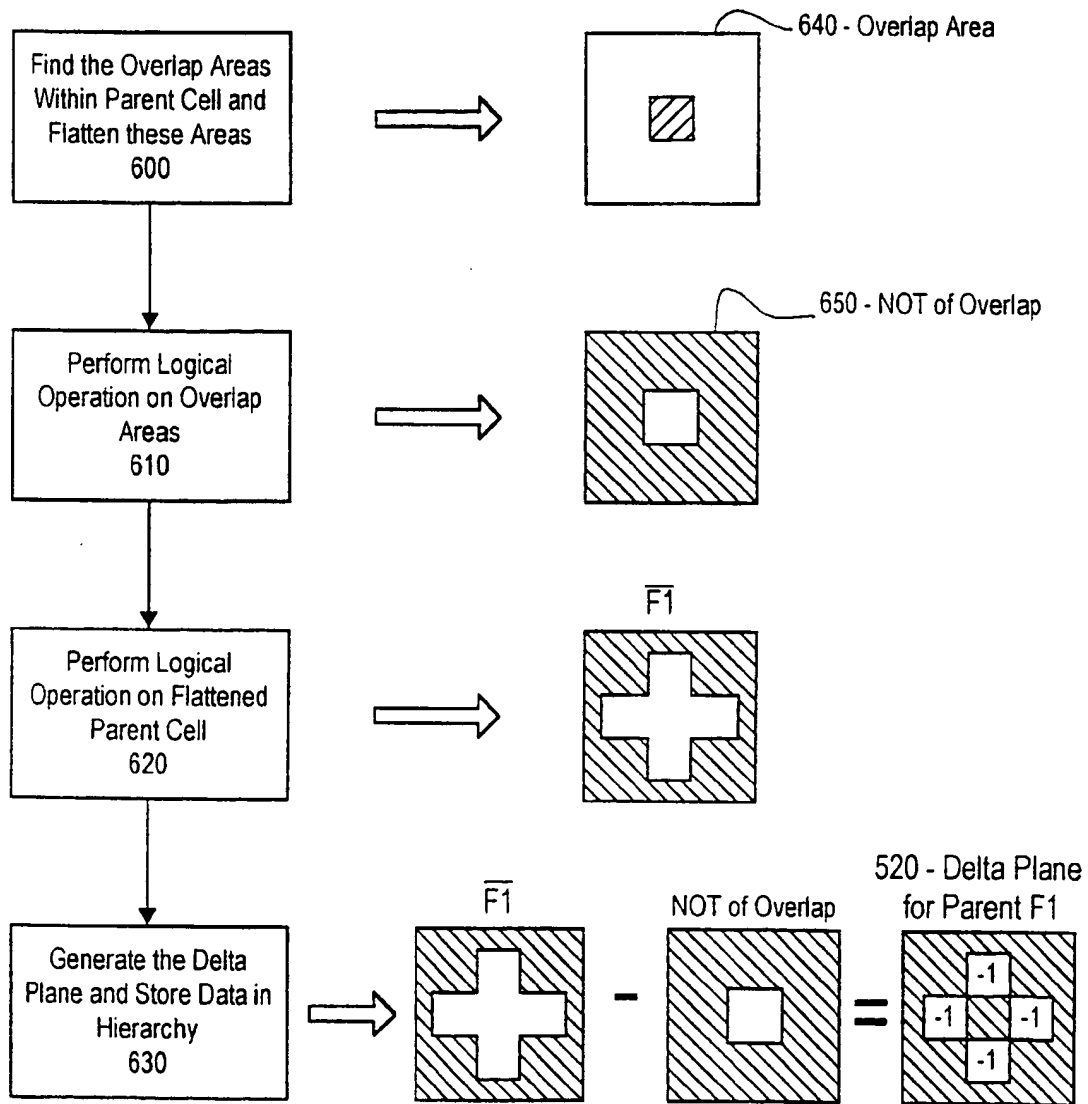 640 - Overlap Area
Find the Overlap Areas
Within Parent Cell and
Flatten these Areas
600
650 - NOT of Overlap
Perform Logical
Operation on Overlap
Areas
610
F1
Perform Logical
Operation on Flattened
Parent Cell
620
520 - Delta Plane
for Parent F1
F1
NOT of Overlap
Generate the Delta
Plane and Store Data in
Hierarchy
630
-
=
-1
-1
-1
-1